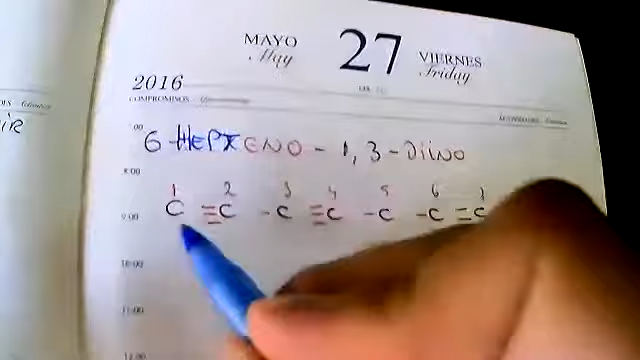 MAYO
May
27
VIERNES
Friday
2016
COMPROMISOS
6 HEPTENO - 1,3 - DIINO
8:00
1 2 3 4 5 6 7
9:00
C ≡ C - C ≡ C - C - C = C
10:00
11:00